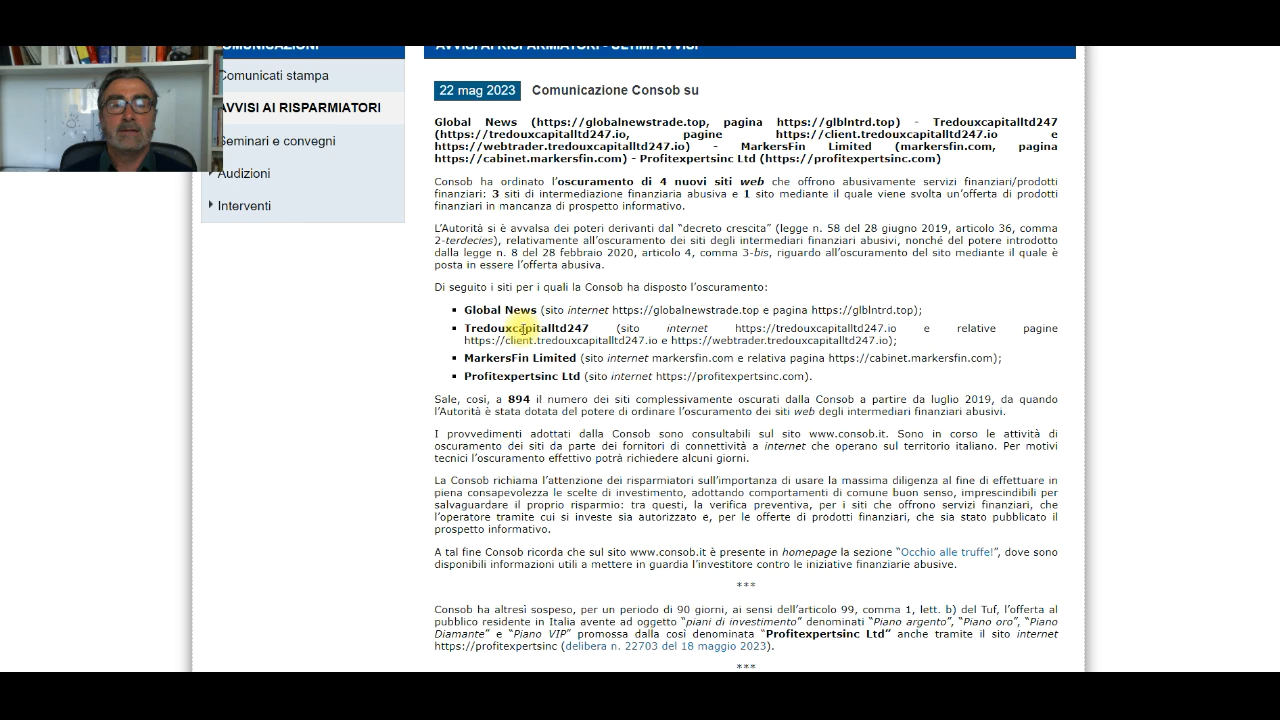 COMUNICAZIONI
AVVISI AI RISPARMIATORI - ULTIMI AVVISI
Comunicati stampa
AVVISI AI RISPARMIATORI
Seminari e convegni
Audizioni
Interventi
22 mag 2023 Comunicazione Consob su
Global News (https://globalnewstrade.top, pagina https://glblntrd.top) - Tredouxcapitalltd247
(https://tredouxcapitalltd247.io, pagine https://client.tredouxcapitalltd247.io e
https://webtrader.tredouxcapitalltd247.io) - MarkersFin Limited (markersfin.com, pagina
https://cabinet.markersfin.com) - Profitexpertsinc Ltd (https://profitexpertsinc.com)
Consob ha ordinato l’oscuramento di 4 nuovi siti web che offrono abusivamente servizi finanziari/prodotti
finanziari: 3 siti di intermediazione finanziaria abusiva e 1 sito mediante il quale viene svolta un’offerta di prodotti
finanziari in mancanza di prospetto informativo.
L’Autorità si è avvalsa dei poteri derivanti dal “decreto crescita” (legge n. 58 del 28 giugno 2019, articolo 36, comma
2-terdecies), relativamente all’oscuramento dei siti degli intermediari finanziari abusivi, nonché del potere introdotto
dalla legge n. 8 del 28 febbraio 2020, articolo 4, comma 3-bis, riguardo all’oscuramento del sito mediante il quale è
posta in essere l’offerta abusiva.
Di seguito i siti per i quali la Consob ha disposto l’oscuramento:
▪ Global News (sito internet https://globalnewstrade.top e pagina https://glblntrd.top);
▪ Tredouxcapitalltd247 (sito internet https://tredouxcapitalltd247.io e relative pagine
https://client.tredouxcapitalltd247.io e https://webtrader.tredouxcapitalltd247.io);
▪ MarkersFin Limited (sito internet markersfin.com e relativa pagina https://cabinet.markersfin.com);
▪ Profitexpertsinc Ltd (sito internet https://profitexpertsinc.com).
Sale, così, a 894 il numero dei siti complessivamente oscurati dalla Consob a partire da luglio 2019, da quando
l’Autorità è stata dotata del potere di ordinare l’oscuramento dei siti web degli intermediari finanziari abusivi.
I provvedimenti adottati dalla Consob sono consultabili sul sito www.consob.it. Sono in corso le attività di
oscuramento dei siti da parte dei fornitori di connettività a internet che operano sul territorio italiano. Per motivi
tecnici l’oscuramento effettivo potrà richiedere alcuni giorni.
La Consob richiama l’attenzione dei risparmiatori sull’importanza di usare la massima diligenza al fine di effettuare in
piena consapevolezza le scelte di investimento, adottando comportamenti di comune buon senso, imprescindibili per
salvaguardare il proprio risparmio: tra questi, la verifica preventiva, per i siti che offrono servizi finanziari, che
l’operatore tramite cui si investe sia autorizzato e, per le offerte di prodotti finanziari, che sia stato pubblicato il
prospetto informativo.
A tal fine Consob ricorda che sul sito www.consob.it è presente in homepage la sezione “Occhio alle truffe!”, dove sono
disponibili informazioni utili a mettere in guardia l’investitore contro le iniziative finanziarie abusive.
***
Consob ha altresì sospeso, per un periodo di 90 giorni, ai sensi dell’articolo 99, comma 1, lett. b) del Tuf, l’offerta al
pubblico residente in Italia avente ad oggetto “piani di investimento” denominati “Piano argento”, “Piano oro”, “Piano
Diamante” e “Piano VIP” promossa dalla così denominata “Profitexpertsinc Ltd” anche tramite il sito internet
https://profitexpertsinc (delibera n. 22703 del 18 maggio 2023).
***